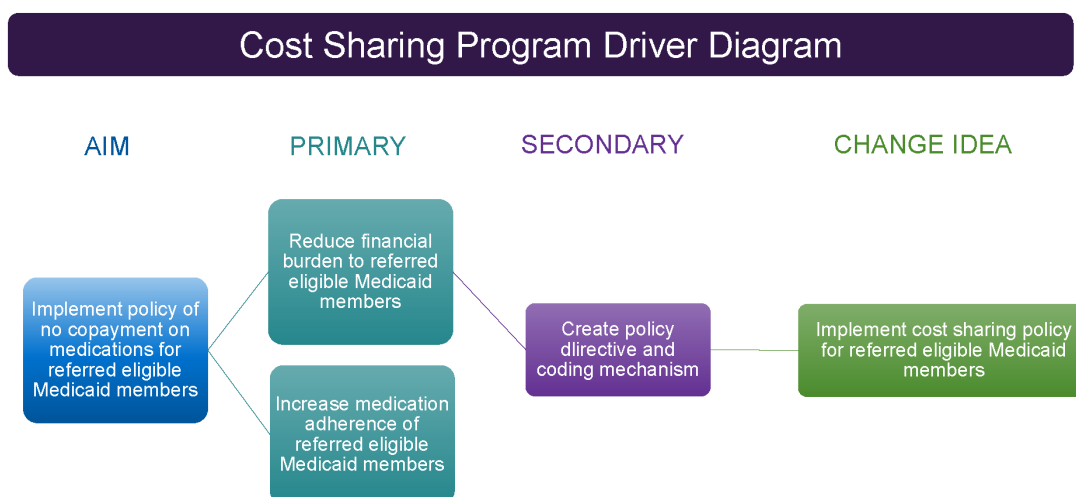 Cost Sharing Program Driver Diagram
AIM
PRIMARY
SECONDARY
CHANGE IDEA
Implement policy of
no copayment on
medications for
referred eligible
Medicaid members
Reduce financial
burden to referred
eligible Medicaid
members
Increase medication
adherence of
referred eligible
Medicaid members
Create policy
dlirective and
coding mechanism
Implement cost sharing policy
for referred eligible Medicaid
members